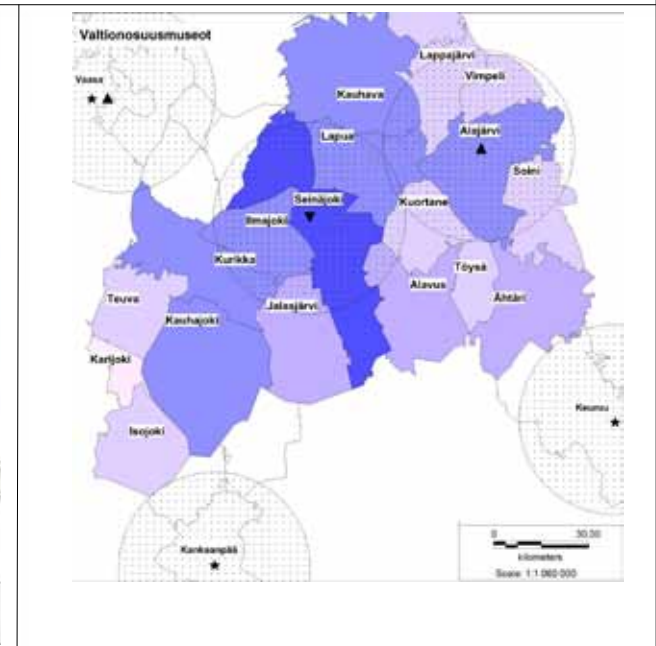 Valtionosuusmuseot
Vaasa
Lappajärvi
Vimpeli
Kauhava
Lapua
Alajärvi
Soini
Seinäjoki
Kuortane
Ilmajoki
Kurikka
Töysä
Alavus
Ähtäri
Teuva
Jalasjärvi
Kauhajoki
Karijoki
Keuruu
Isojoki
Kankaanpää
0 30,30
kilometers
Scale: 1:1 060 000